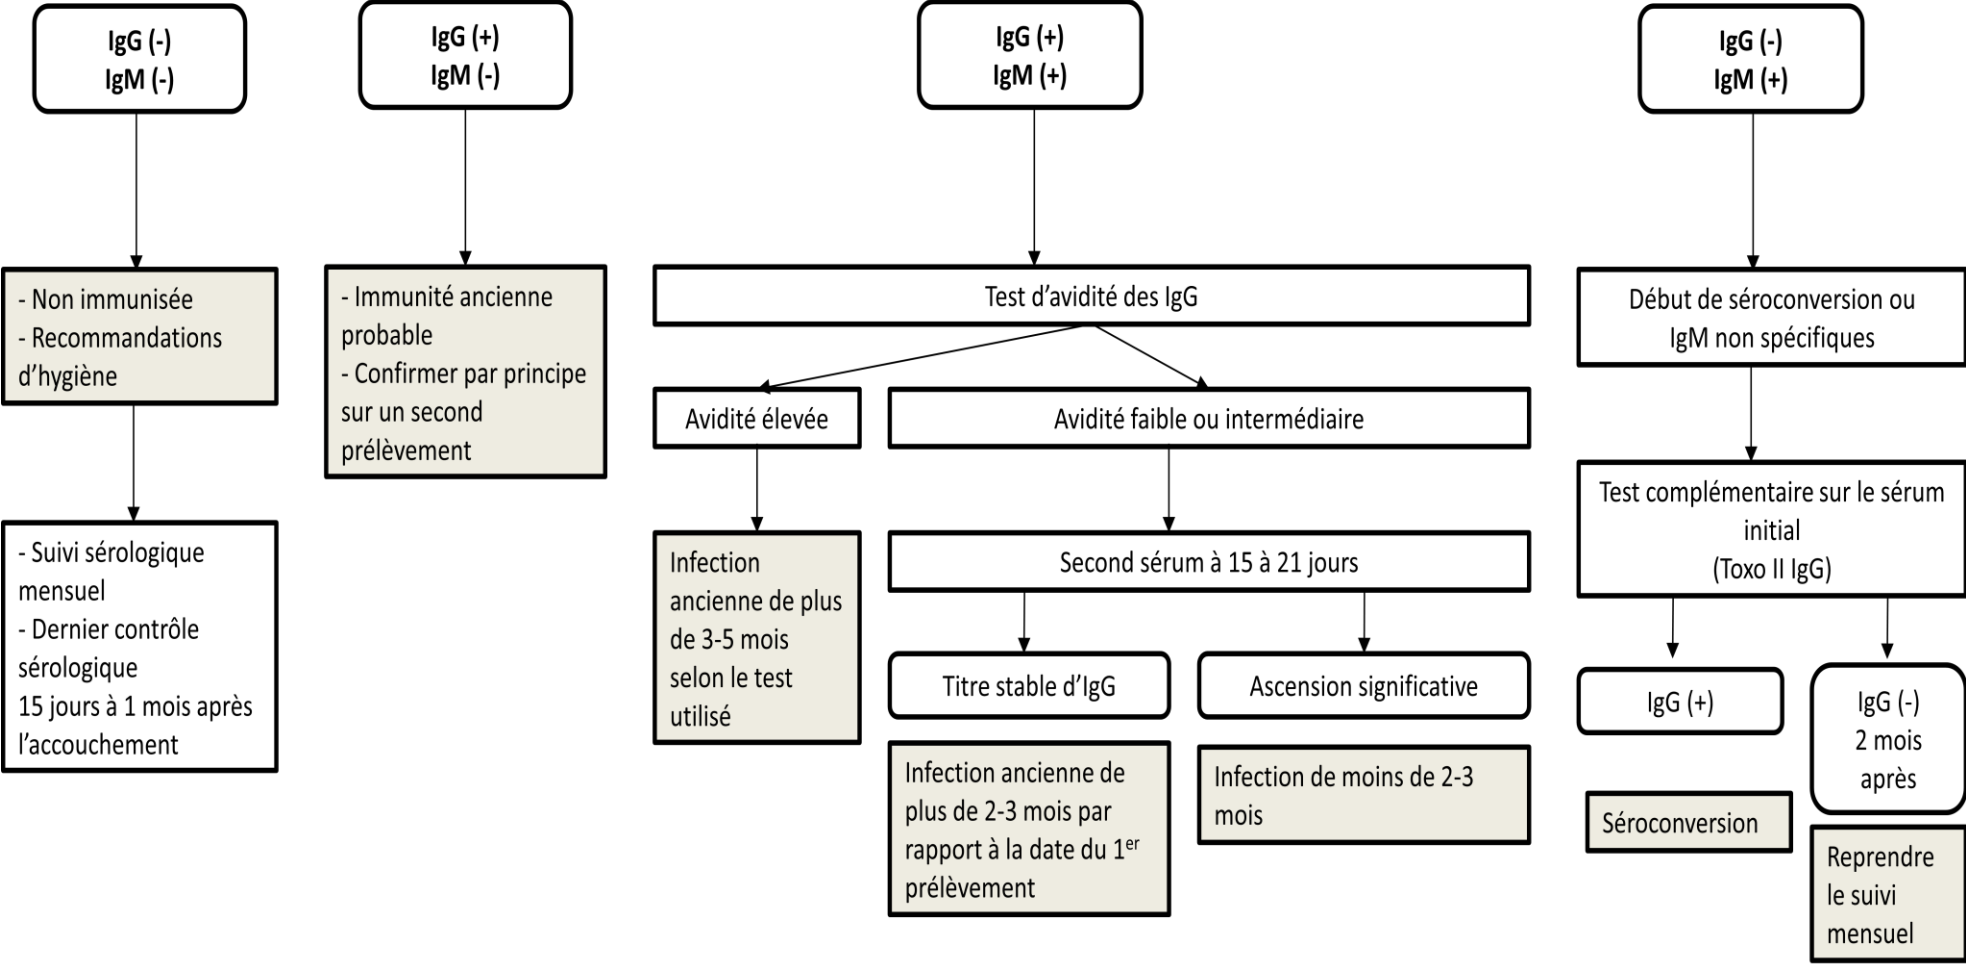 IgG (-)
IgM (-)
- Non immunisée
- Recommandations
d’hygiène
- Suivi sérologique
mensuel
- Dernier contrôle
sérologique
15 jours à 1 mois après
l’accouchement
IgG (+)
IgM (-)
- Immunité ancienne
probable
- Confirmer par principe
sur un second
prélèvement
IgG (+)
IgM (+)
Test d’avidité des IgG
Avidité élevée
Infection
ancienne de plus
de 3-5 mois
selon le test
utilisé
Avidité faible ou intermédiaire
Second sérum à 15 à 21 jours
Titre stable d’IgG
Infection ancienne de
plus de 2-3 mois par
rapport à la date du 1er
prélèvement
Ascension significative
Infection de moins de 2-3
mois
IgG (-)
IgM (+)
Début de séroconversion ou
IgM non spécifiques
Test complémentaire sur le sérum
initial
(Toxo II IgG)
IgG (+)
Séroconversion
IgG (-)
2 mois
après
Reprendre
le suivi
mensuel